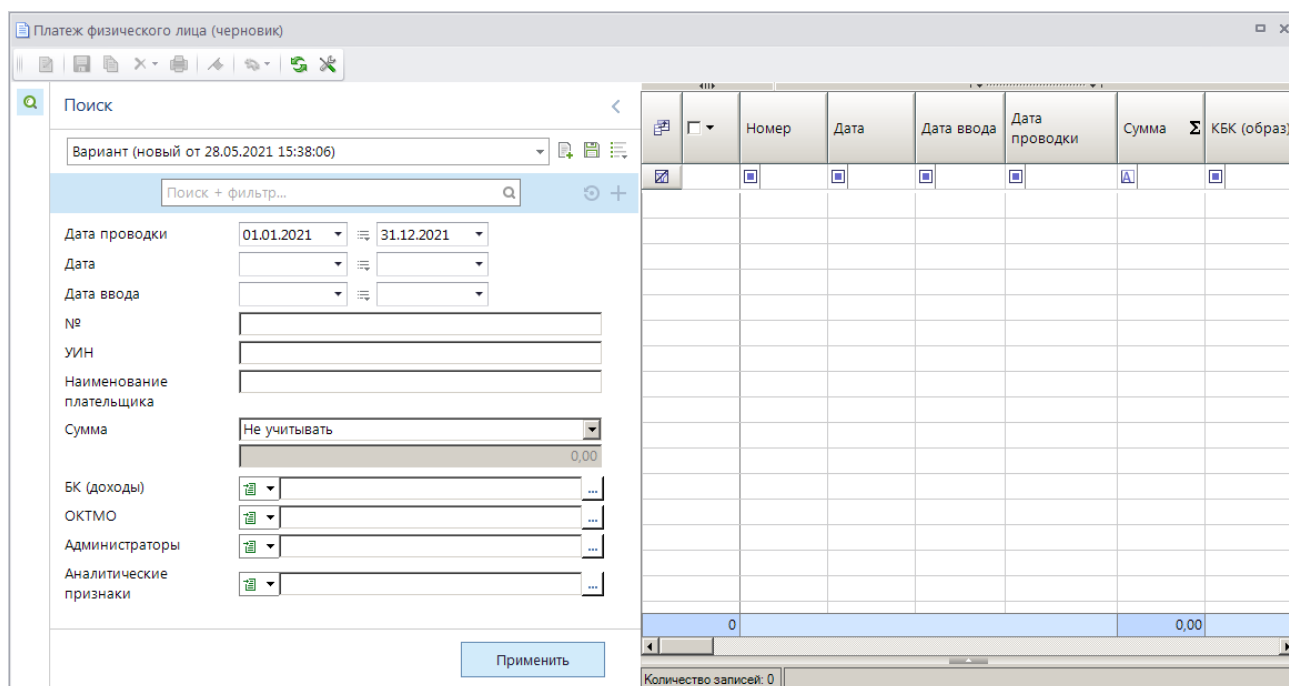 Платеж физического лица (черновик)
Поиск
Вариант (новый от 28.05.2021 15:38:06)
Поиск + фильтр...
Дата проводки 01.01.2021 31.12.2021
Дата
Дата ввода
№
УИН
Наименование
плательщика
Сумма Не учитывать
0,00
БК (доходы) ...
ОКТМО ...
Администраторы ...
Аналитические
признаки ...
Применить
Номер Дата Дата ввода Дата
проводки Сумма Σ КБК (образ)
A
0 0,00
Количество записей: 0